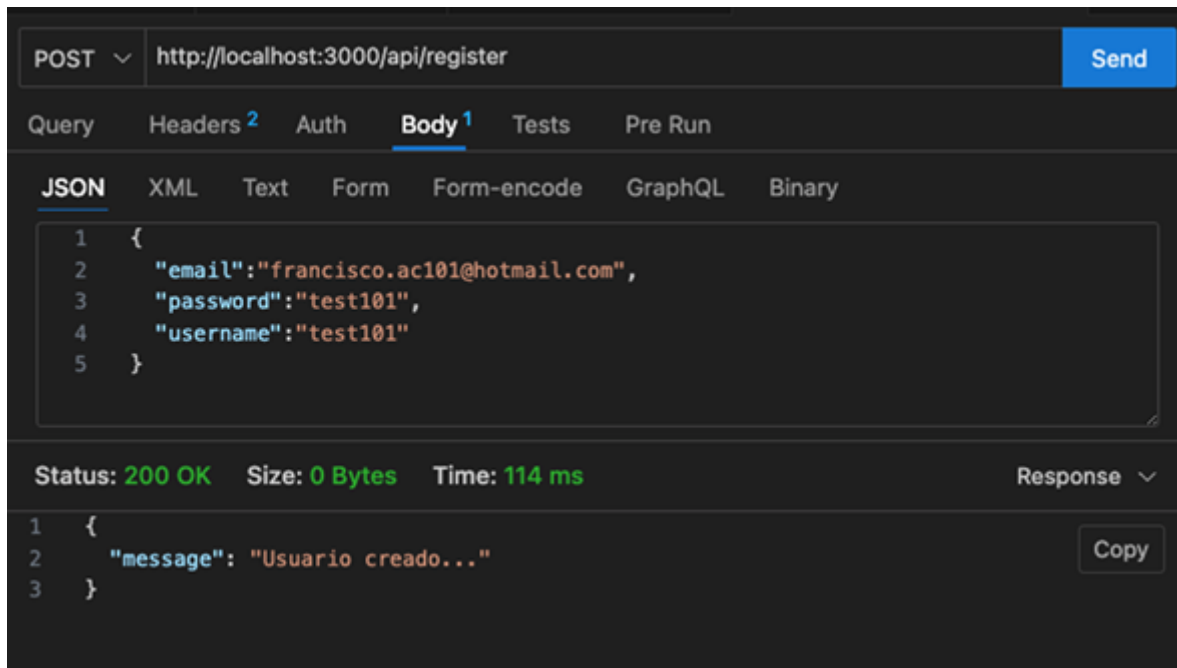 POST http://localhost:3000/api/register Send
Query Headers 2 Auth Body 1 Tests Pre Run
JSON XML Text Form Form-encode GraphQL Binary
1 {
2 "email":"francisco.ac101@hotmail.com",
3 "password":"test101",
4 "username":"test101"
5 }
Status: 200 OK Size: 0 Bytes Time: 114 ms Response
1 {
2 "message": "Usuario creado..."
3 }
Copy